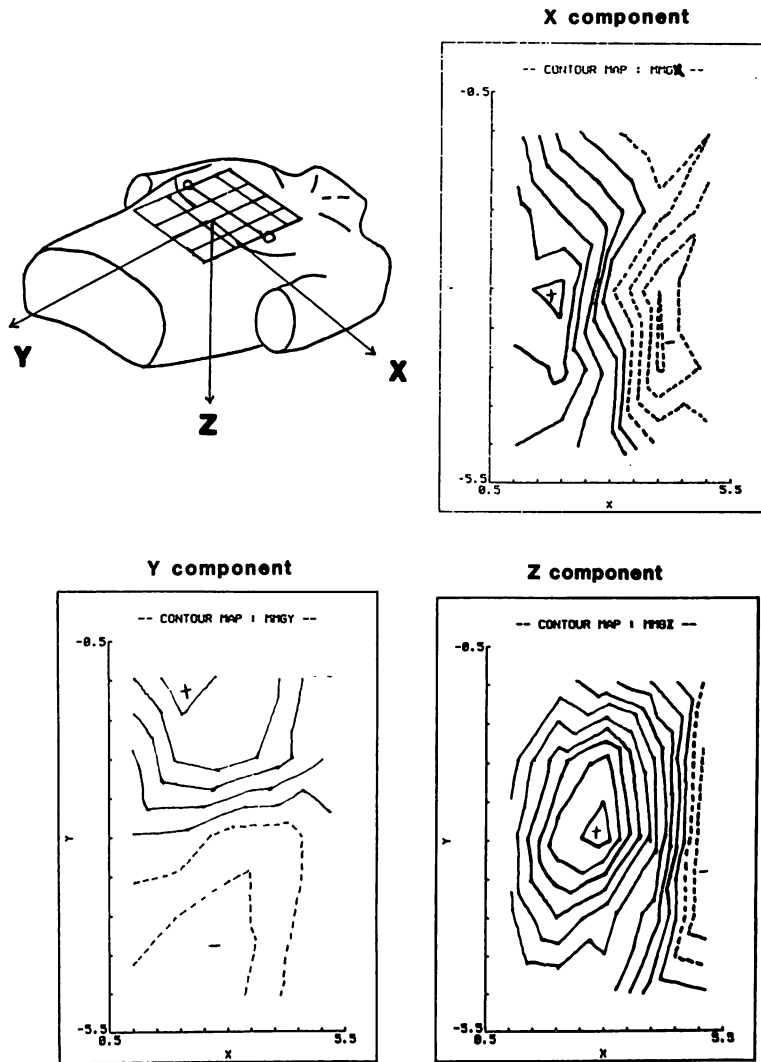 X component
-- CONTOUR MAP : MMGX --
-0.5
-5.5
0.5
5.5
X
Y
X
Z
Y component
-- CONTOUR MAP : MMGY --
-0.5
Y
-5.5
0.5
5.5
X
Z component
-- CONTOUR MAP : MMGZ --
-0.5
Y
-5.5
0.5
5.5
X